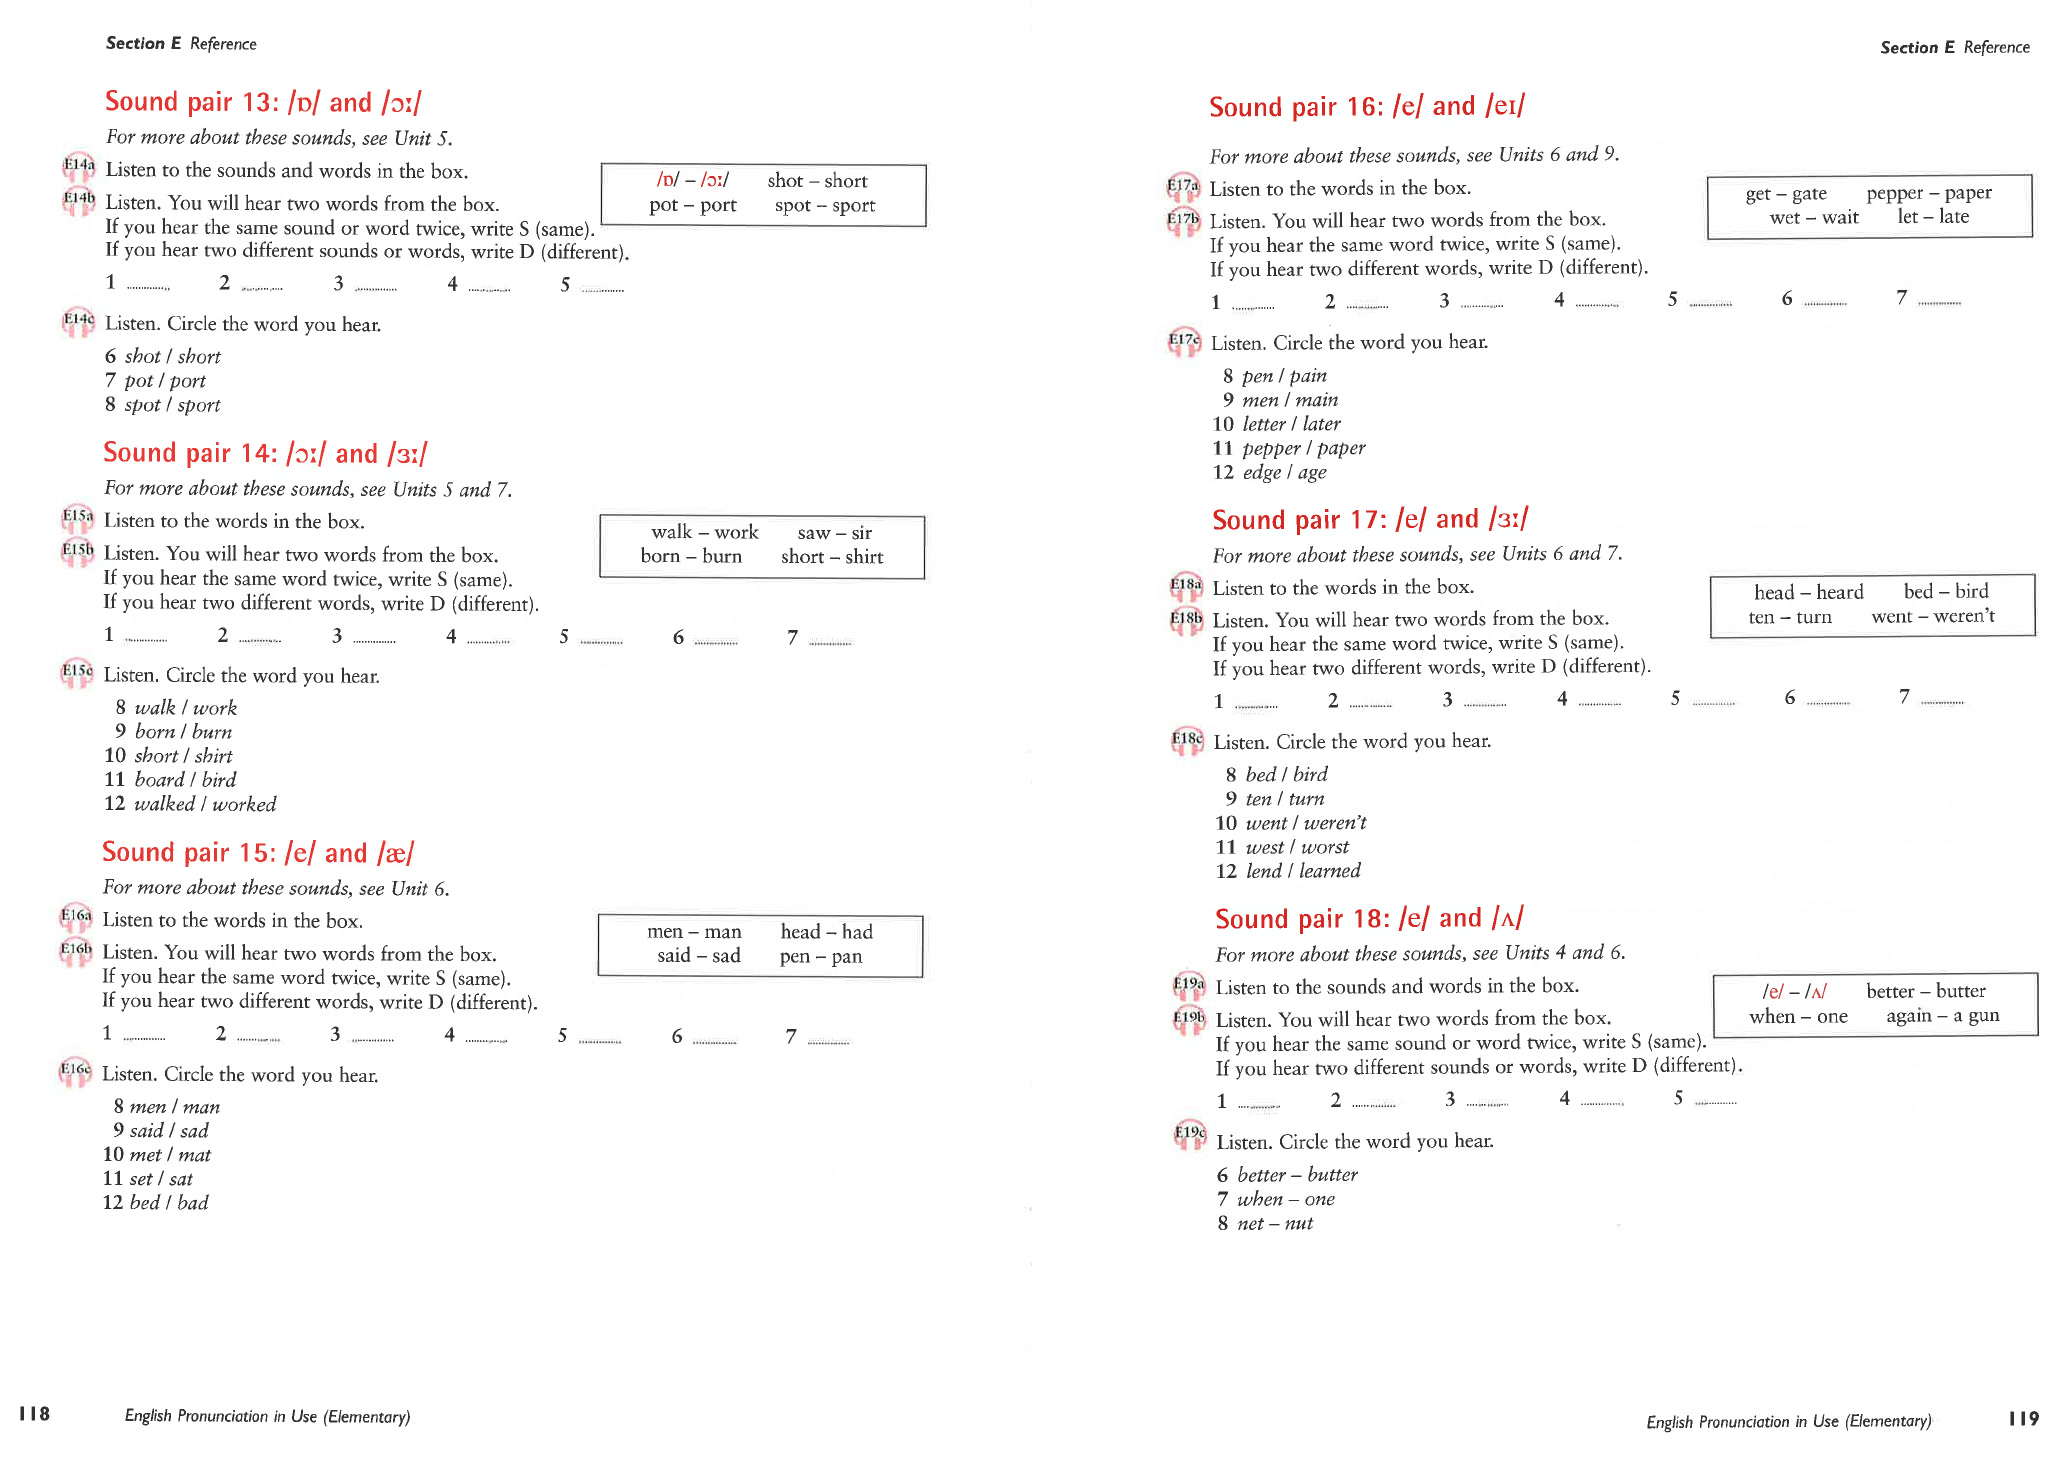 Section E Reference
Sound pair 13: /ɒ/ and /ɔː/
For more about these sounds, see Unit 5.
E14a Listen to the sounds and words in the box.
/ɒ/ – /ɔː/ shot – short
pot – port spot – sport
E14b Listen. You will hear two words from the box.
If you hear the same sound or word twice, write S (same).
If you hear two different sounds or words, write D (different).
1 ............ 2 ............ 3 ............ 4 ............ 5 ............
E14c Listen. Circle the word you hear.
6 shot / short
7 pot / port
8 spot / sport
Sound pair 14: /ɔː/ and /ɜː/
For more about these sounds, see Units 5 and 7.
E15a Listen to the words in the box.
walk – work saw – sir
born – burn short – shirt
E15b Listen. You will hear two words from the box.
If you hear the same word twice, write S (same).
If you hear two different words, write D (different).
1 ............ 2 ............ 3 ............ 4 ............ 5 ............ 6 ............ 7 ............
E15c Listen. Circle the word you hear.
8 walk / work
9 born / burn
10 short / shirt
11 board / bird
12 walked / worked
Sound pair 15: /e/ and /æ/
For more about these sounds, see Unit 6.
E16a Listen to the words in the box.
men – man head – had
said – sad pen – pan
E16b Listen. You will hear two words from the box.
If you hear the same word twice, write S (same).
If you hear two different words, write D (different).
1 ............ 2 ............ 3 ............ 4 ............ 5 ............ 6 ............ 7 ............
E16c Listen. Circle the word you hear.
8 men / man
9 said / sad
10 met / mat
11 set / sat
12 bed / bad
118 English Pronunciation in Use (Elementary)
Section E Reference
Sound pair 16: /e/ and /eɪ/
For more about these sounds, see Units 6 and 9.
E17a Listen to the words in the box.
get – gate pepper – paper
wet – wait let – late
E17b Listen. You will hear two words from the box.
If you hear the same word twice, write S (same).
If you hear two different words, write D (different).
1 ............ 2 ............ 3 ............ 4 ............ 5 ............ 6 ............ 7 ............
E17c Listen. Circle the word you hear.
8 pen / pain
9 men / main
10 letter / later
11 pepper / paper
12 edge / age
Sound pair 17: /e/ and /ɜː/
For more about these sounds, see Units 6 and 7.
E18a Listen to the words in the box.
head – heard bed – bird
ten – turn went – weren't
E18b Listen. You will hear two words from the box.
If you hear the same word twice, write S (same).
If you hear two different words, write D (different).
1 ............ 2 ............ 3 ............ 4 ............ 5 ............ 6 ............ 7 ............
E18c Listen. Circle the word you hear.
8 bed / bird
9 ten / turn
10 went / weren't
11 west / worst
12 lend / learned
Sound pair 18: /e/ and /ʌ/
For more about these sounds, see Units 4 and 6.
E19a Listen to the sounds and words in the box.
/e/ – /ʌ/ better – butter
when – one again – a gun
E19b Listen. You will hear two words from the box.
If you hear the same sound or word twice, write S (same).
If you hear two different sounds or words, write D (different).
1 ............ 2 ............ 3 ............ 4 ............ 5 ............
E19c Listen. Circle the word you hear.
6 better – butter
7 when – one
8 net – nut
English Pronunciation in Use (Elementary) 119